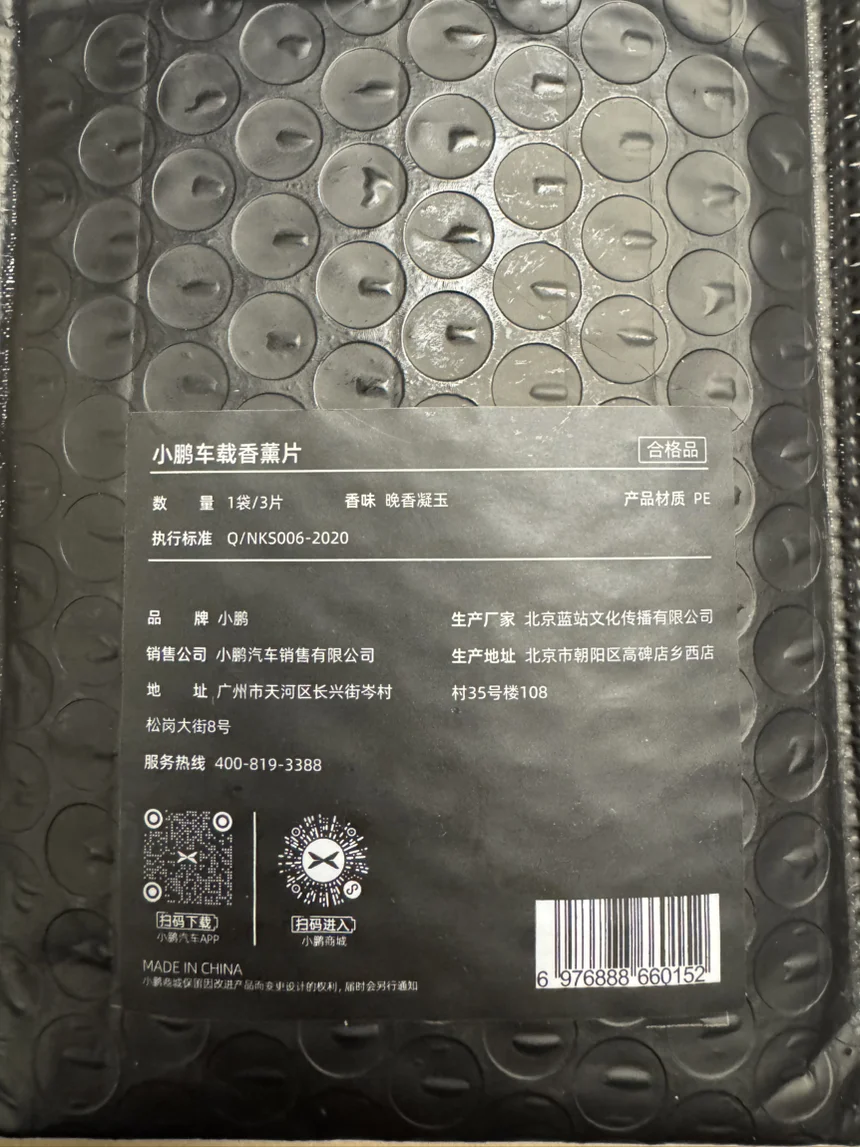 小鹏车载香薰片
合格品
数 量 1袋/3片 香味 晚香凝玉 产品材质 PE
执行标准 Q/NKS006-2020
品 牌 小鹏
销售公司 小鹏汽车销售有限公司
地 址 广州市天河区长兴街岑村
松岗大街8号
服务热线 400-819-3388
生产厂家 北京蓝站文化传播有限公司
生产地址 北京市朝阳区高碑店乡西店
村35号楼108
扫码下载
小鹏汽车APP
扫码进入
小鹏商城
MADE IN CHINA
小鹏商城保留因改进产品而变更设计的权利，届时会另行通知
6 976888 660152